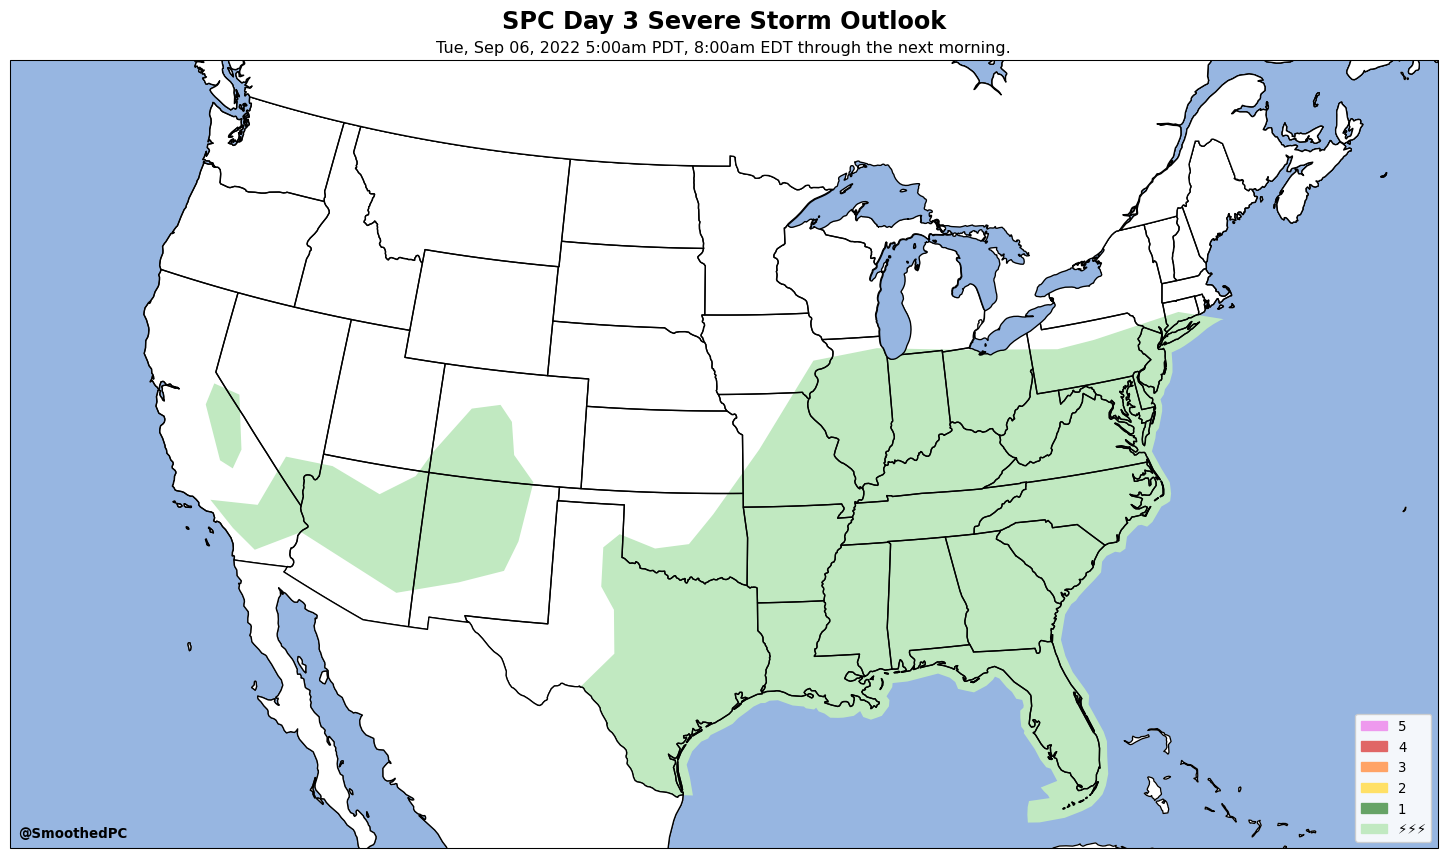 SPC Day 3 Severe Storm Outlook
Tue, Sep 06, 2022 5:00am PDT, 8:00am EDT through the next morning.
5
4
3
2
1
⚡⚡⚡
@SmoothedPC